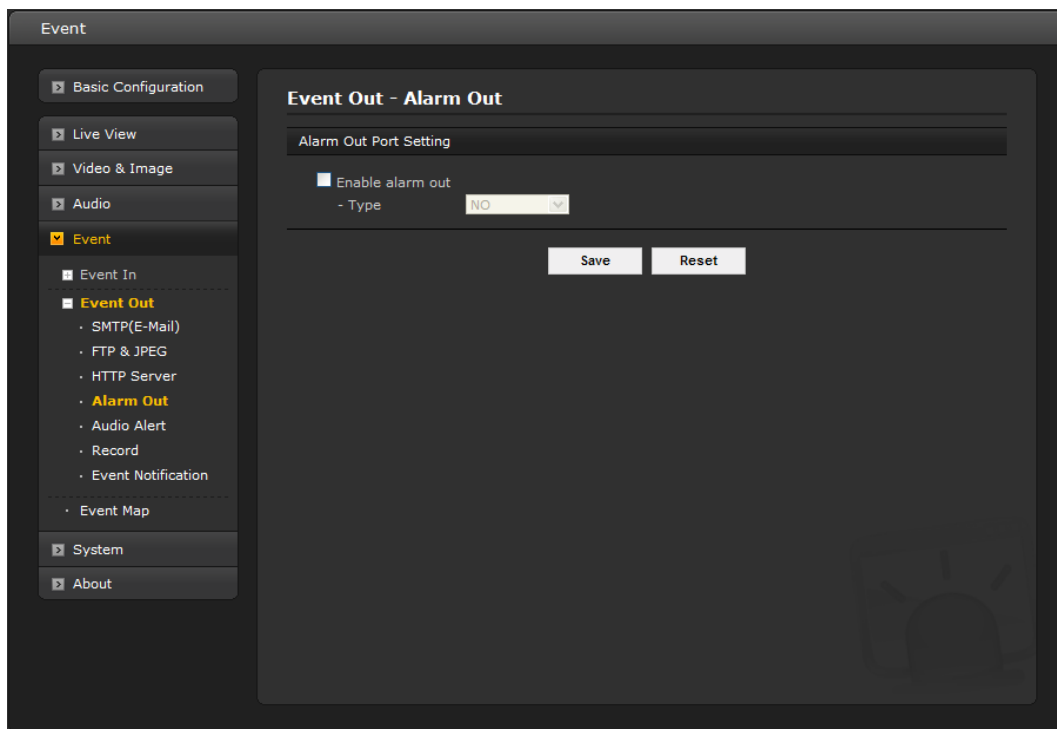 Event
Basic Configuration
Live View
Video & Image
Audio
Event
Event In
Event Out
· SMTP(E-Mail)
· FTP & JPEG
· HTTP Server
· Alarm Out
· Audio Alert
· Record
· Event Notification
· Event Map
System
About
Event Out - Alarm Out
Alarm Out Port Setting
Enable alarm out
- Type NO
Save Reset